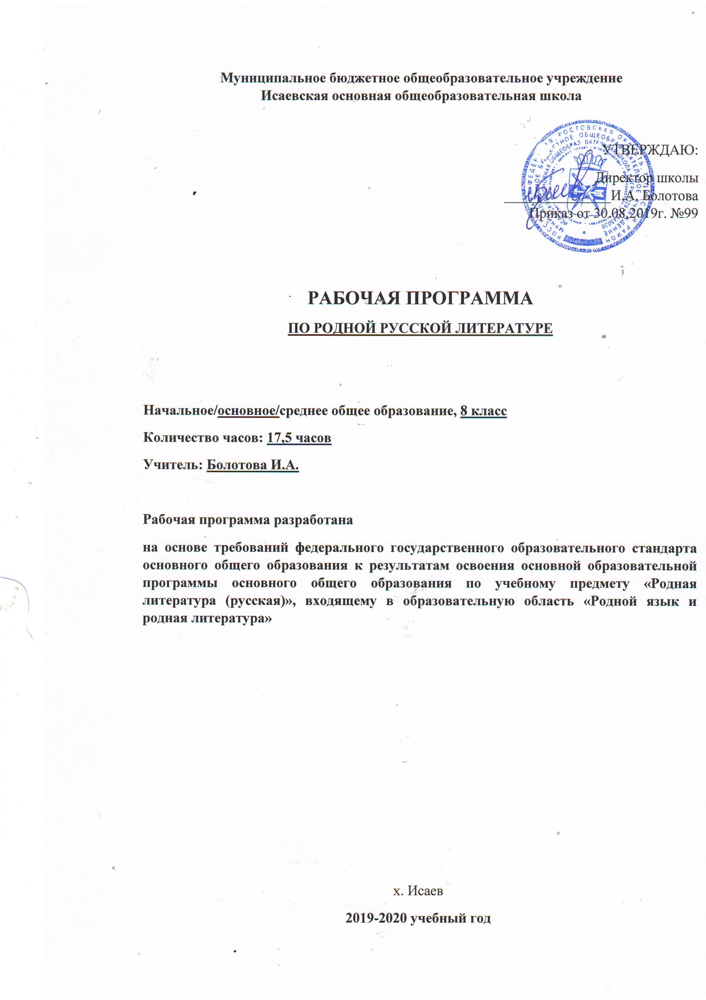 Муниципальное бюджетное общеобразовательное учреждение
Исаевская основная общеобразовательная школа
УТВЕРЖДАЮ:
Директор школы
________________И.А. Болотова
Приказ от 30.08.2019г. №99
РАБОЧАЯ ПРОГРАММА
ПО РОДНОЙ РУССКОЙ ЛИТЕРАТУРЕ
Начальное/основное/среднее общее образование, 8 класс
Количество часов: 17,5 часов
Учитель: Болотова И.А.
Рабочая программа разработана
на основе требований федерального государственного образовательного стандарта
основного общего образования к результатам освоения основной образовательной
программы основного общего образования по учебному предмету «Родная
литература (русская)», входящему в образовательную область «Родной язык и
родная литература»
х. Исаев
2019-2020 учебный год